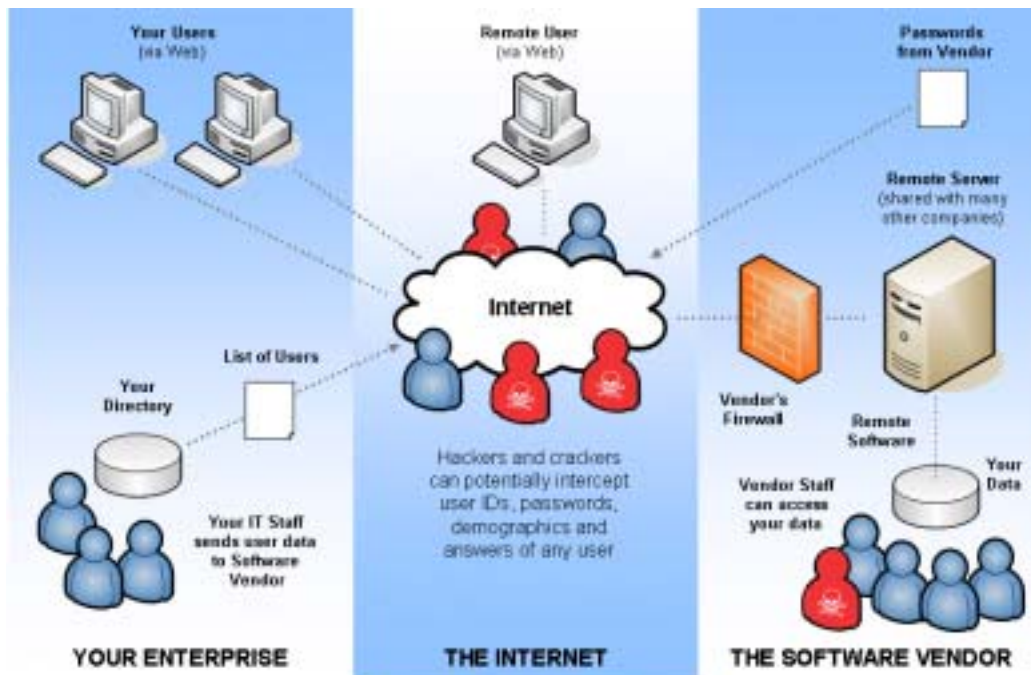 Your Users
(via Web)
Remote User
(via Web)
Passwords
from Vendor
Remote Server
(shared with many
other companies)
Internet
List of Users
Your
Directory
Vendor's
Firewall
Remote
Software
Your
Data
Hackers and crackers
can potentially intercept
user IDs, passwords,
demographics and
answers of any user
Your IT Staff
sends user data
to Software
Vendor
Vendor Staff
can access
your data
YOUR ENTERPRISE
THE INTERNET
THE SOFTWARE VENDOR